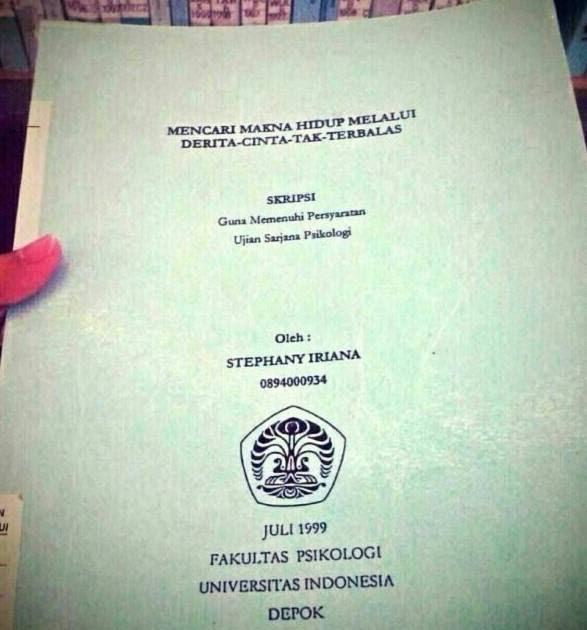 MENCARI MAKNA HIDUP MELALUI
DERITA-CINTA-TAK-TERBALAS
SKRIPSI
Guna Memenuhi Persyaratan
Ujian Sarjana Psikologi
Oleh :
STEPHANY IRIANA
0894000934
JULI 1999
FAKULTAS PSIKOLOGI
UNIVERSITAS INDONESIA
DEPOK